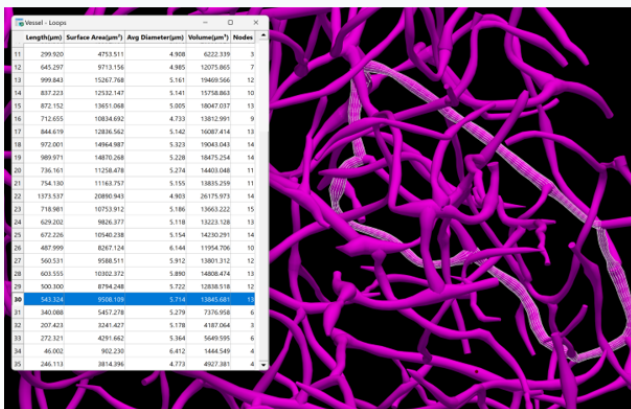 Vessel - Loops
Length(µm) Surface Area(µm²) Avg Diameter(µm) Volume(µm³) Nodes
11 299.920 4753.511 4.908 6222.339 3
12 645.297 9713.156 4.985 12075.865 7
13 999.843 15267.768 5.161 19469.566 12
14 837.223 12532.147 5.141 15758.863 10
15 872.152 13651.068 5.005 18047.037 13
16 712.655 10834.692 4.733 13812.991 9
17 844.619 12836.562 5.142 16087.414 13
18 972.001 14964.987 5.323 19043.043 14
19 989.971 14870.268 5.228 18475.254 14
20 736.161 11258.478 5.274 14403.048 11
21 754.130 11163.757 5.155 13835.259 11
22 1373.537 20890.943 4.903 26175.973 14
23 718.981 10753.912 5.186 13663.222 15
24 629.202 9826.377 5.118 13223.128 13
25 672.226 10540.238 5.154 14230.291 14
26 487.999 8267.124 6.144 11954.706 10
27 560.531 9588.511 5.912 13801.312 12
28 603.555 10302.372 5.890 14808.474 13
29 500.300 8794.248 5.722 12838.518 12
30 543.324 9508.109 5.714 13845.681 13
31 340.088 5457.278 5.279 7376.958 6
32 207.423 3241.427 5.178 4187.064 3
33 272.321 4291.662 5.364 5649.595 6
34 46.002 902.230 6.412 1444.549 4
35 246.113 3814.396 4.773 4927.381 4